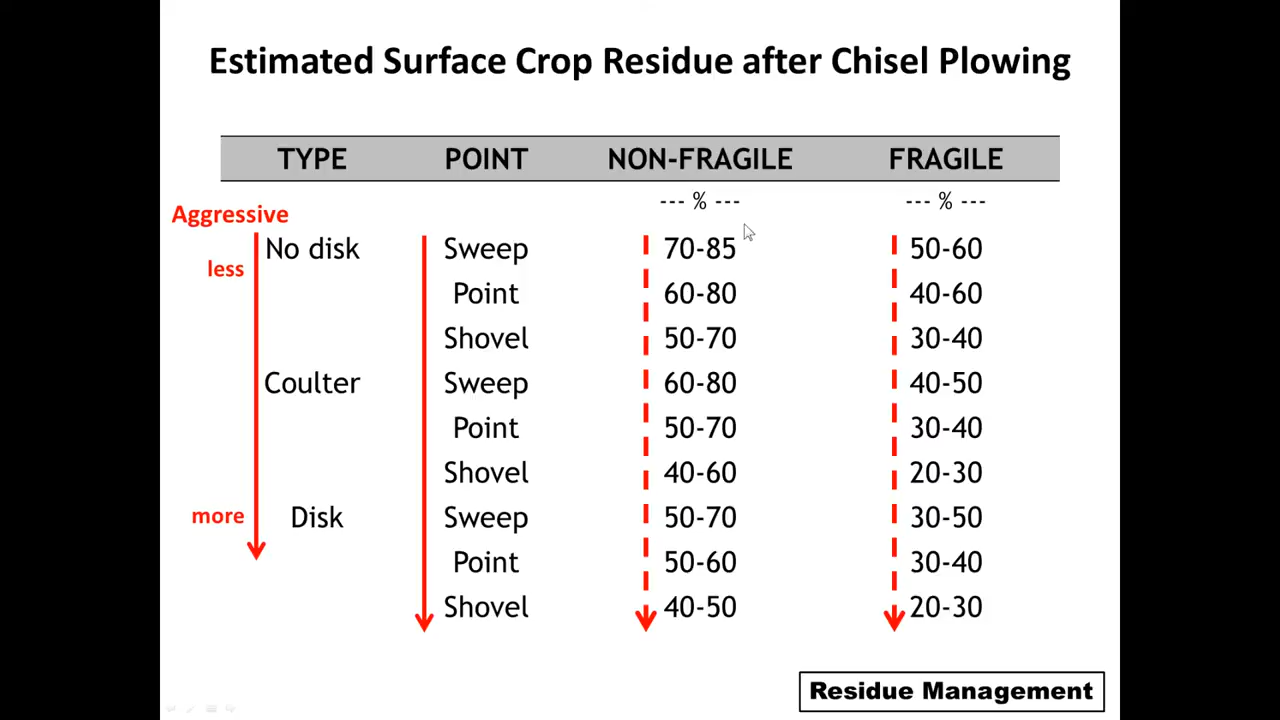 Estimated Surface Crop Residue after Chisel Plowing
TYPE POINT NON-FRAGILE FRAGILE
--- % --- --- % ---
Aggressive
No disk Sweep 70-85 50-60
less
Point 60-80 40-60
Shovel 50-70 30-40
Coulter Sweep 60-80 40-50
Point 50-70 30-40
Shovel 40-60 20-30
more Disk Sweep 50-70 30-50
Point 50-60 30-40
Shovel 40-50 20-30
Residue Management